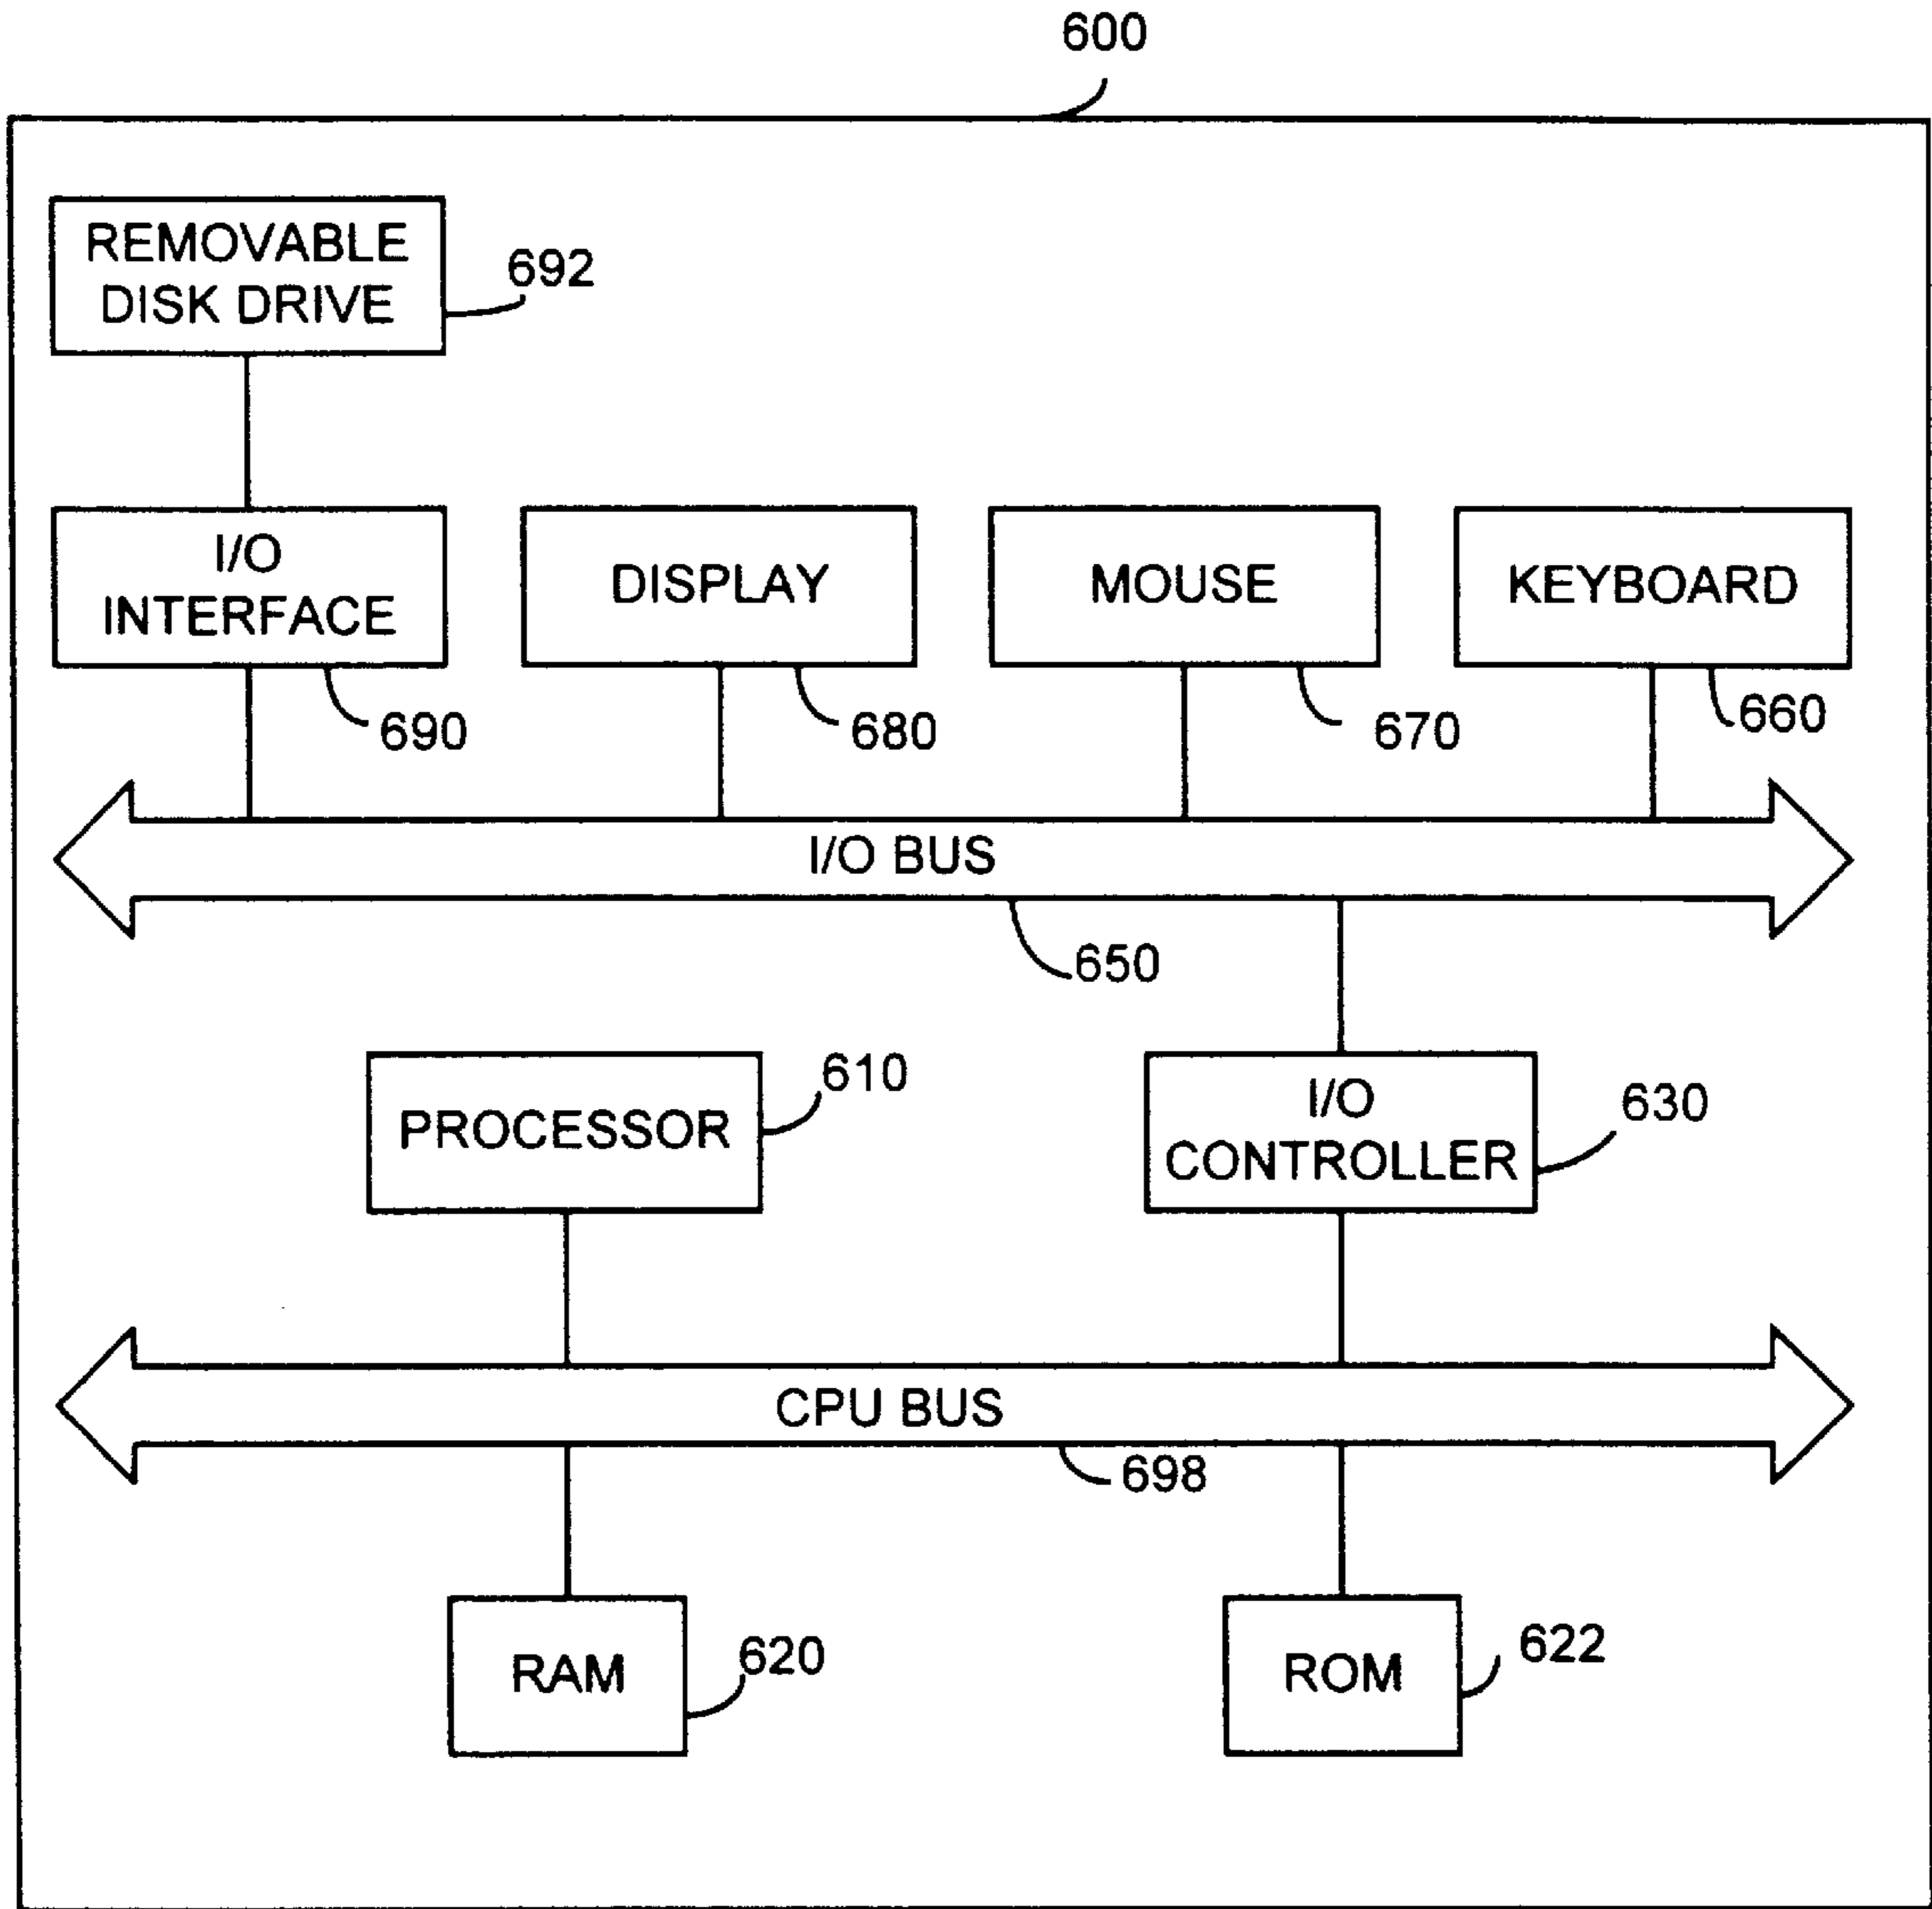 600
REMOVABLE
DISK DRIVE
692
I/O
INTERFACE
DISPLAY
MOUSE
KEYBOARD
690
680
670
660
I/O BUS
650
PROCESSOR
610
I/O
CONTROLLER
630
CPU BUS
698
RAM
620
ROM
622